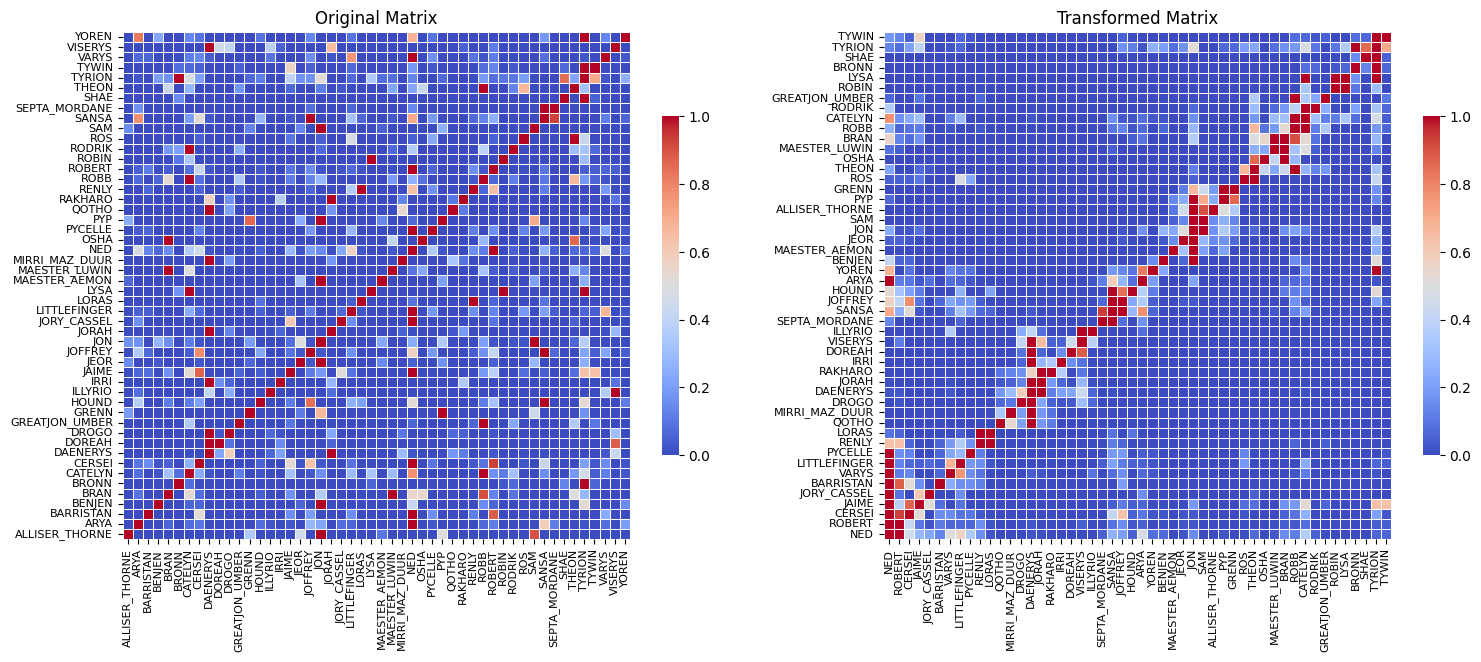 Original Matrix
YOREN
VISERYS
VARYS
TYWIN
TYRION
THEON
SHAE
SEPTA_MORDANE
SANSA
SAM
ROS
RODRIK
ROBIN
ROBERT
ROBB
RENLY
RAKHARO
QOTHO
PYP
PYCELLE
OSHA
NED
MIRRI_MAZ_DUUR
MAESTER_LUWIN
MAESTER_AEMON
LYSA
LORAS
LITTLEFINGER
JORY_CASSEL
JORAH
JON
JOFFREY
JEOR
JAIME
IRRI
ILLYRIO
HOUND
GRENN
GREATJON_UMBER
DROGO
DOREAH
DAENERYS
CERSEI
CATELYN
BRONN
BRAN
BENJEN
BARRISTAN
ARYA
ALLISER_THORNE
ALLISER_THORNE
ARYA
BARRISTAN
BENJEN
BRAN
BRONN
CATELYN
CERSEI
DAENERYS
DOREAH
DROGO
GREATJON_UMBER
GRENN
HOUND
ILLYRIO
IRRI
JAIME
JEOR
JOFFREY
JON
JORAH
JORY_CASSEL
LITTLEFINGER
LORAS
LYSA
MAESTER_AEMON
MAESTER_LUWIN
MIRRI_MAZ_DUUR
NED
OSHA
PYCELLE
PYP
QOTHO
RAKHARO
RENLY
ROBB
ROBERT
ROBIN
RODRIK
ROS
SAM
SANSA
SEPTA_MORDANE
SHAE
THEON
TYRION
TYWIN
VARYS
VISERYS
YOREN
1.0
0.8
0.6
0.4
0.2
0.0
Transformed Matrix
TYWIN
TYRION
SHAE
BRONN
LYSA
ROBIN
GREATJON_UMBER
RODRIK
CATELYN
ROBB
BRAN
MAESTER_LUWIN
OSHA
THEON
ROS
GRENN
PYP
ALLISER_THORNE
SAM
JON
JEOR
MAESTER_AEMON
BENJEN
YOREN
ARYA
HOUND
JOFFREY
SANSA
SEPTA_MORDANE
ILLYRIO
VISERYS
DOREAH
IRRI
RAKHARO
JORAH
DAENERYS
DROGO
MIRRI_MAZ_DUUR
QOTHO
LORAS
RENLY
PYCELLE
LITTLEFINGER
VARYS
BARRISTAN
JORY_CASSEL
JAIME
CERSEI
ROBERT
NED
NED
ROBERT
CERSEI
JAIME
JORY_CASSEL
BARRISTAN
VARYS
LITTLEFINGER
PYCELLE
RENLY
LORAS
QOTHO
MIRRI_MAZ_DUUR
DROGO
DAENERYS
JORAH
RAKHARO
IRRI
DOREAH
VISERYS
ILLYRIO
SEPTA_MORDANE
SANSA
JOFFREY
HOUND
ARYA
YOREN
BENJEN
MAESTER_AEMON
JEOR
JON
SAM
ALLISER_THORNE
PYP
GRENN
ROS
THEON
OSHA
MAESTER_LUWIN
BRAN
ROBB
CATELYN
RODRIK
GREATJON_UMBER
ROBIN
LYSA
BRONN
SHAE
TYRION
TYWIN
1.0
0.8
0.6
0.4
0.2
0.0